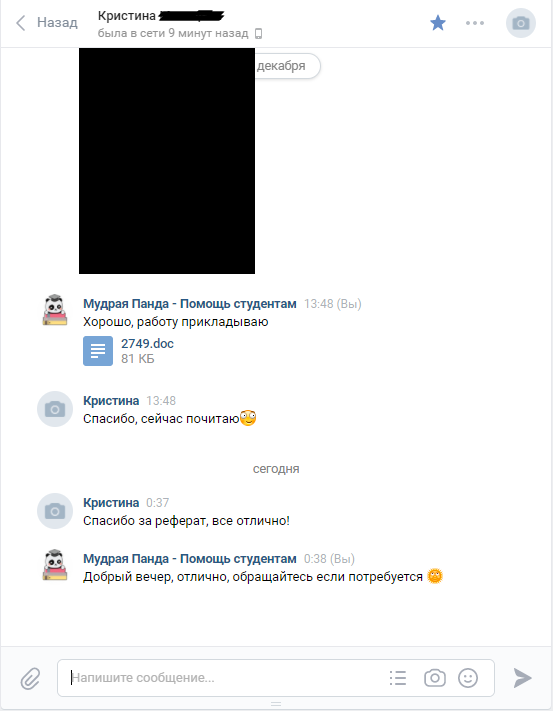 Назад
Кристина
была в сети 9 минут назад
декабря
Мудрая Панда - Помощь студентам 13:48 (Вы)
Хорошо, работу прикладываю
2749.doc
81 КБ
Кристина 13:48
Спасибо, сейчас почитаю
сегодня
Кристина 0:37
Спасибо за реферат, все отлично!
Мудрая Панда - Помощь студентам 0:38 (Вы)
Добрый вечер, отлично, обращайтесь если потребуется
Напишите сообщение...